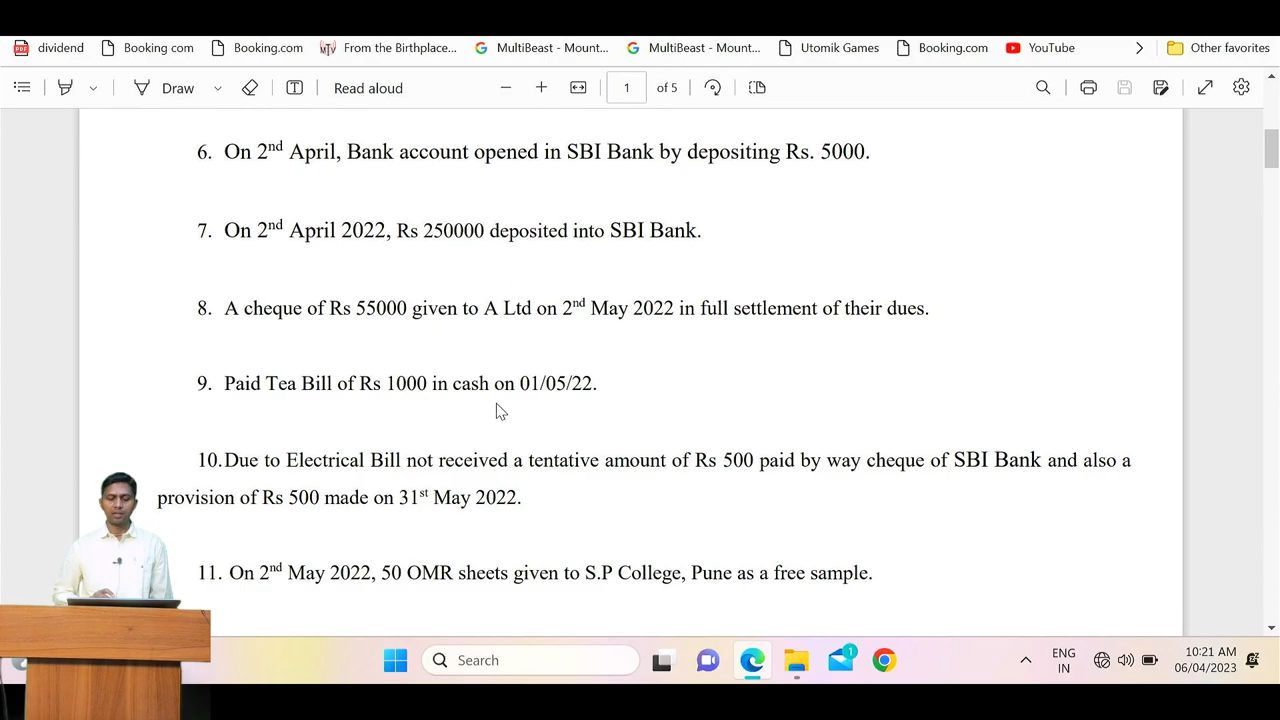 dividend Booking com Booking.com From the Birthplace... MultiBeast - Mount... MultiBeast - Mount... Utomik Games Booking.com YouTube Other favorites
Draw Read aloud 1 of 5
6. On 2nd April, Bank account opened in SBI Bank by depositing Rs. 5000.
7. On 2nd April 2022, Rs 250000 deposited into SBI Bank.
8. A cheque of Rs 55000 given to A Ltd on 2nd May 2022 in full settlement of their dues.
9. Paid Tea Bill of Rs 1000 in cash on 01/05/22.
10. Due to Electrical Bill not received a tentative amount of Rs 500 paid by way cheque of SBI Bank and also a
provision of Rs 500 made on 31st May 2022.
11. On 2nd May 2022, 50 OMR sheets given to S.P College, Pune as a free sample.
Search 1 ENG 10:21 AM
IN 06/04/2023